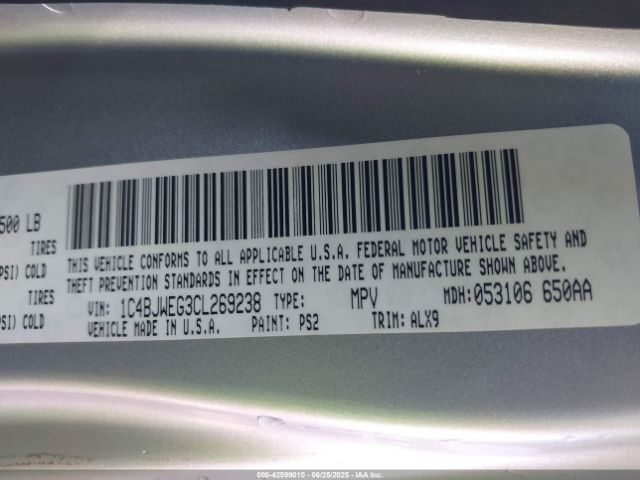 500 LB
TIRES
PSI) COLD
TIRES
SI) COLD
THIS VEHICLE CONFORMS TO ALL APPLICABLE U.S.A. FEDERAL MOTOR VEHICLE SAFETY AND
THEFT PREVENTION STANDARDS IN EFFECT ON THE DATE OF MANUFACTURE SHOWN ABOVE.
VIN: 1C4BJWEG3CL269238 TYPE: MPV MDH: 053106 650AA
VEHICLE MADE IN U.S.A. PAINT: PS2 TRIM: ALX9
000-42599010 - 06/25/2025 - IAA Inc.